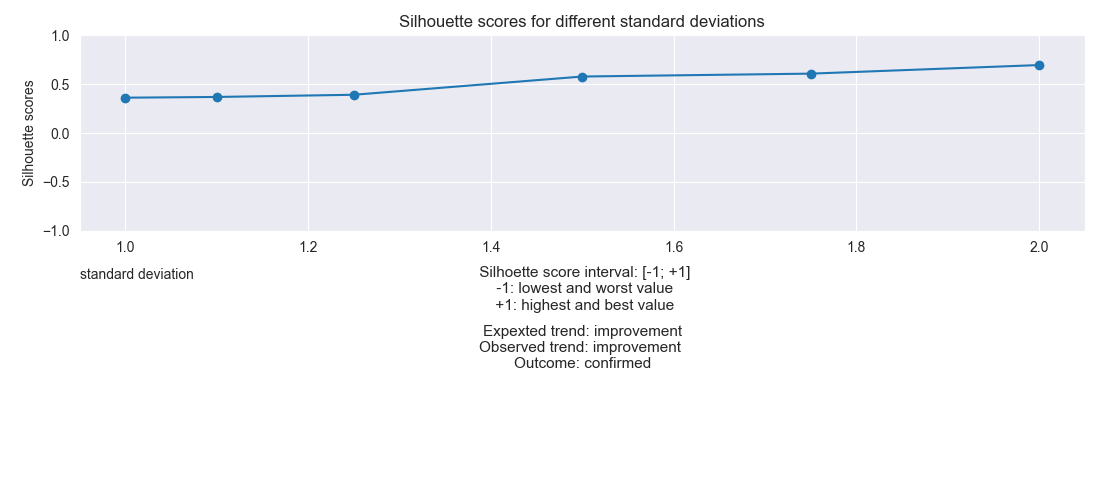 Silhouette scores for different standard deviations
1.0
0.5
0.0
−0.5
−1.0
Silhouette scores
1.0 1.2 1.4 1.6 1.8 2.0
standard deviation
Silhoette score interval: [-1; +1]
-1: lowest and worst value
+1: highest and best value
Expexted trend: improvement
Observed trend: improvement
Outcome: confirmed